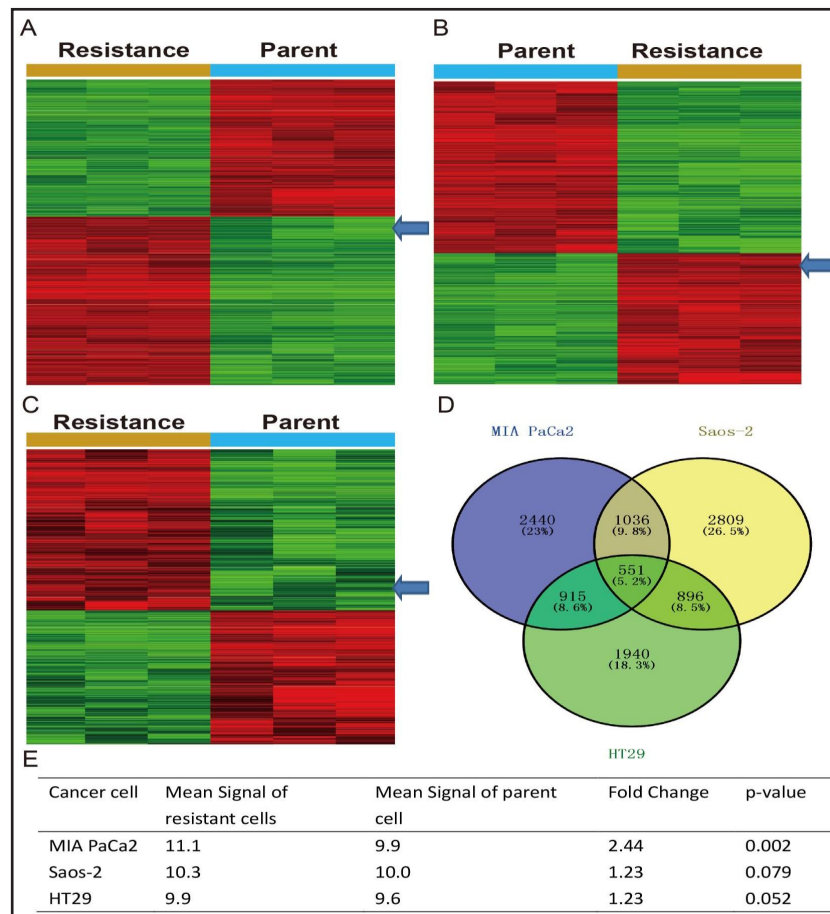 A
Resistance Parent
B
Parent Resistance
C
Resistance Parent
D
MIA PaCa2 Saos-2
2440
(23%)
1036
(9.8%)
2809
(26.5%)
551
(5.2%)
915
(8.6%)
896
(8.5%)
1940
(18.3%)
HT29
E
Cancer cell Mean Signal of resistant cells Mean Signal of parent cell Fold Change p-value
MIA PaCa2 11.1 9.9 2.44 0.002
Saos-2 10.3 10.0 1.23 0.079
HT29 9.9 9.6 1.23 0.052